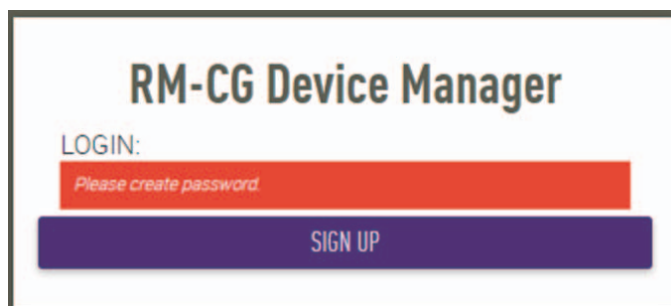 RM-CG Device Manager
LOGIN:
Please create password.
SIGN UP